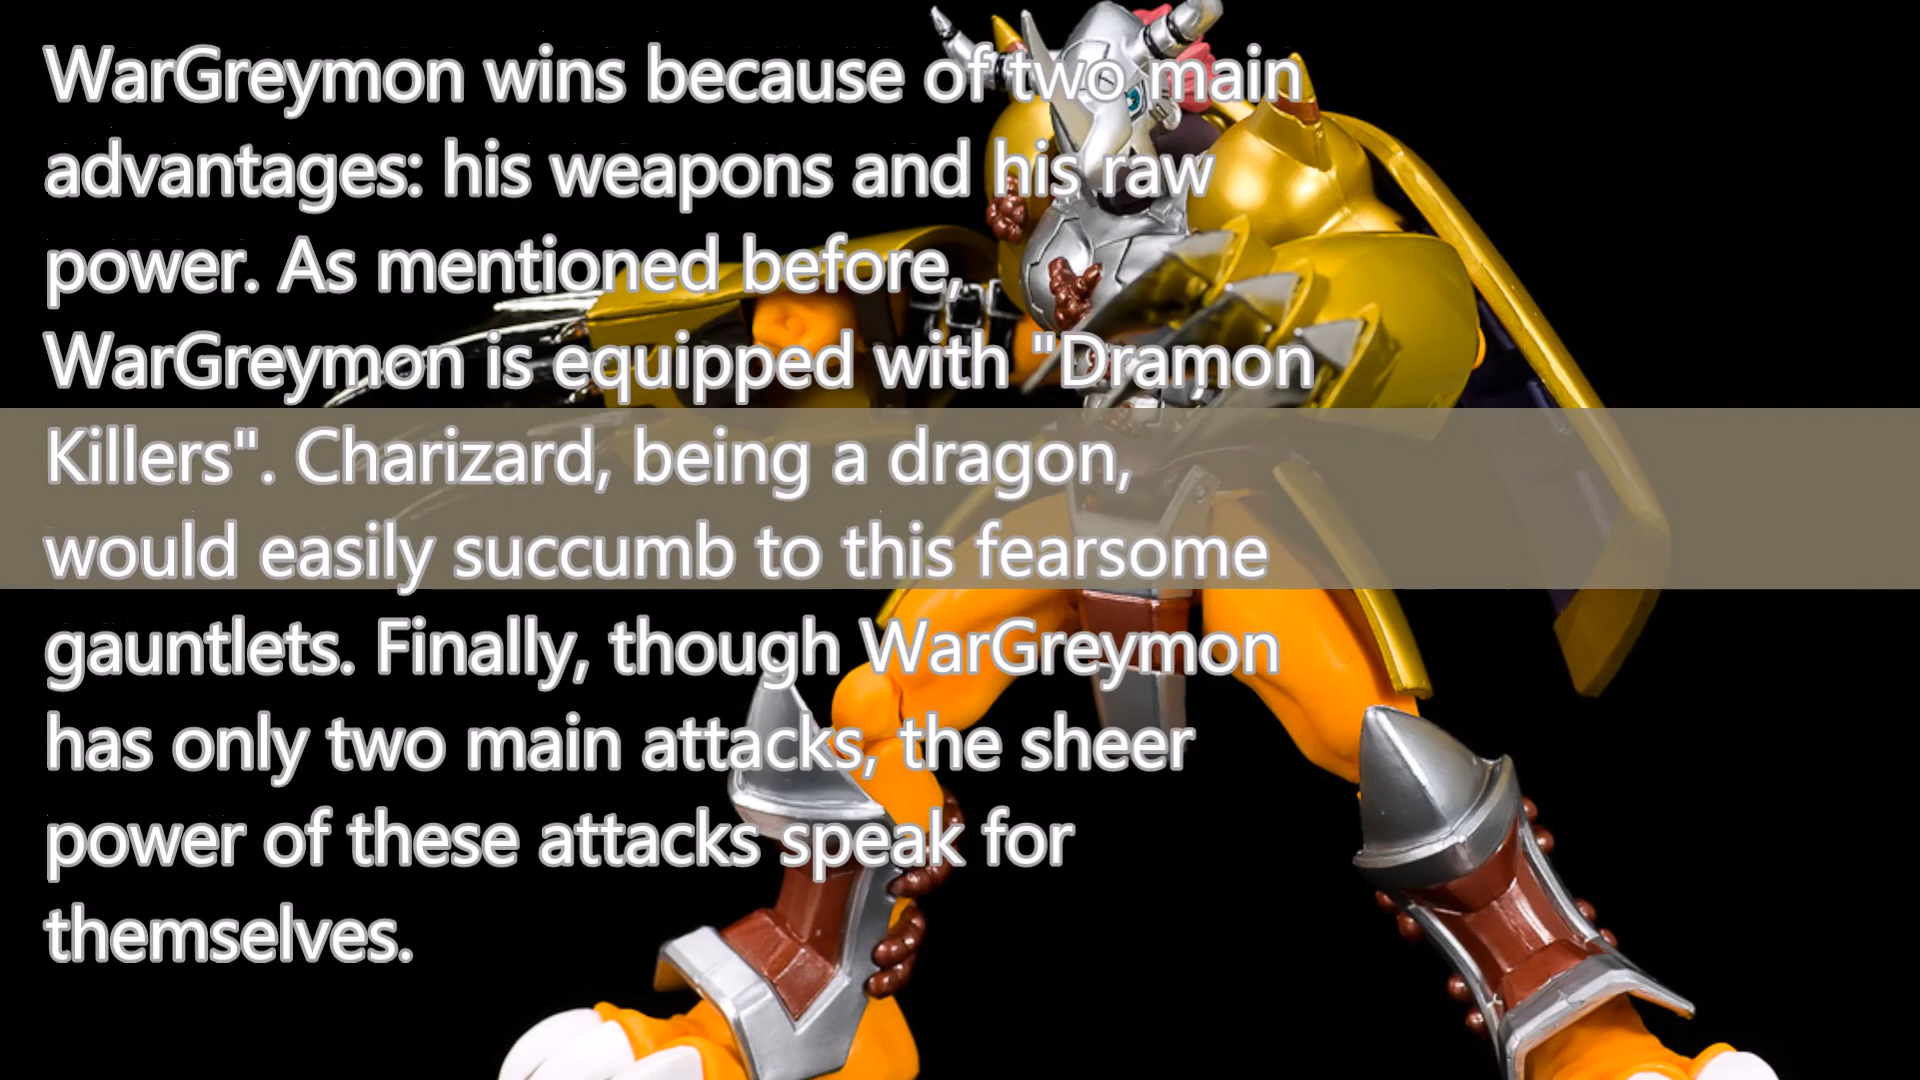 WarGreymon wins because of two main
advantages: his weapons and his raw
power. As mentioned before,
WarGreymon is equipped with "Dramon
Killers". Charizard, being a dragon,
would easily succumb to this fearsome
gauntlets. Finally, though WarGreymon
has only two main attacks, the sheer
power of these attacks speak for
themselves.